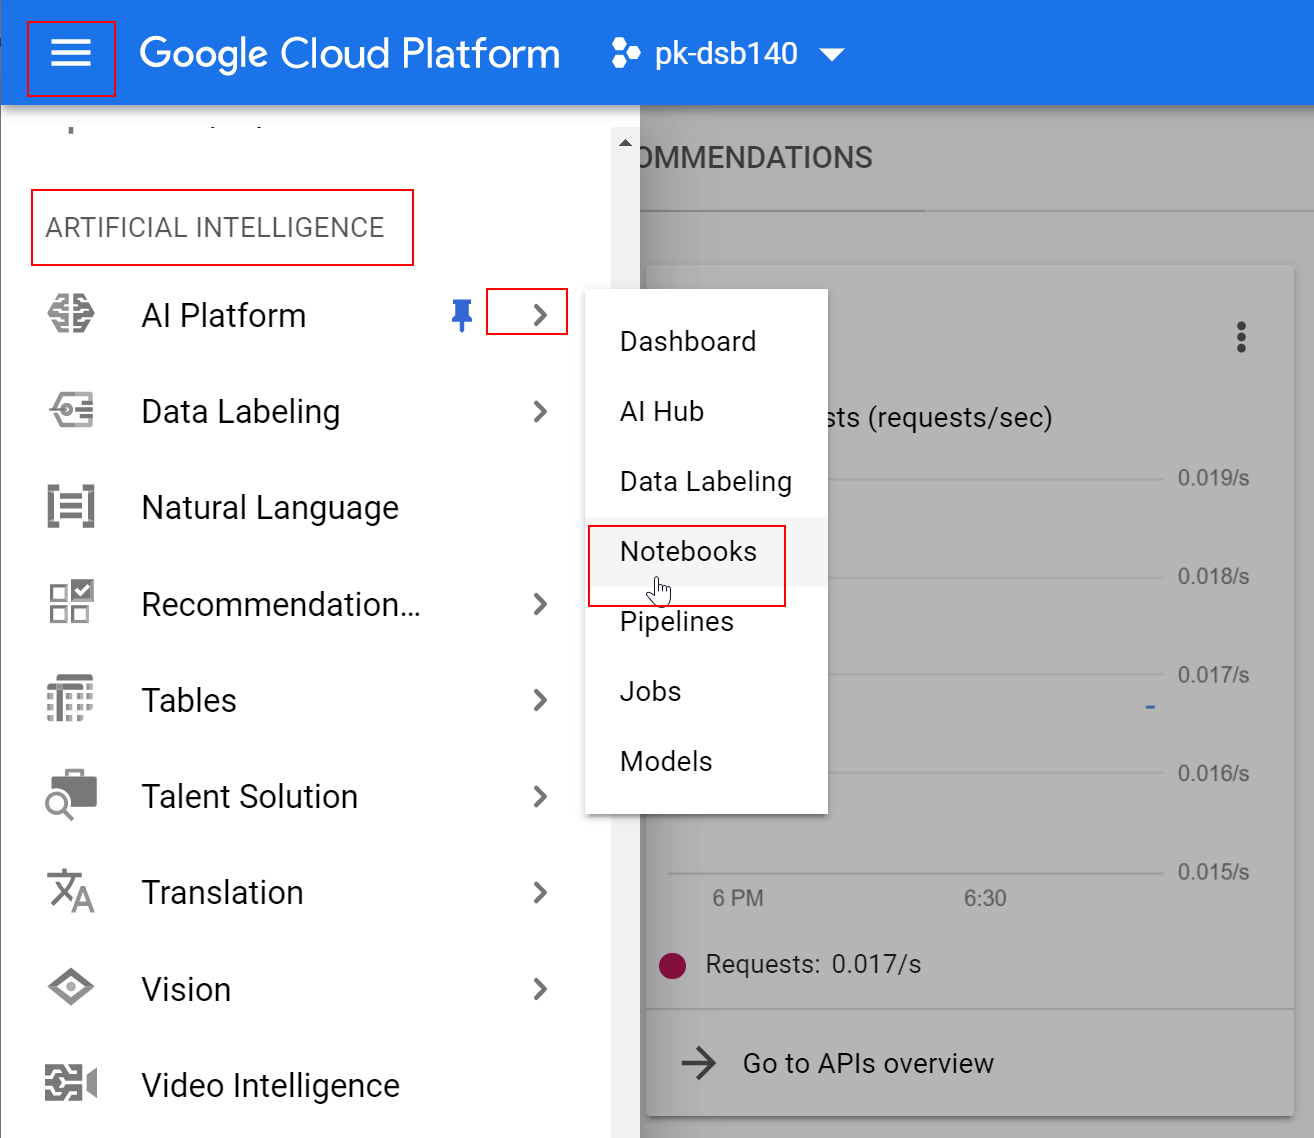 Google Cloud Platform
pk-dsb140
OMMENDATIONS
ARTIFICIAL INTELLIGENCE
AI Platform
Data Labeling
Natural Language
Recommendation...
Tables
Talent Solution
Translation
Vision
Video Intelligence
Dashboard
AI Hub
Data Labeling
Notebooks
Pipelines
Jobs
Models
sts (requests/sec)
0.019/s
0.018/s
0.017/s
0.016/s
0.015/s
6 PM
6:30
Requests: 0.017/s
Go to APIs overview